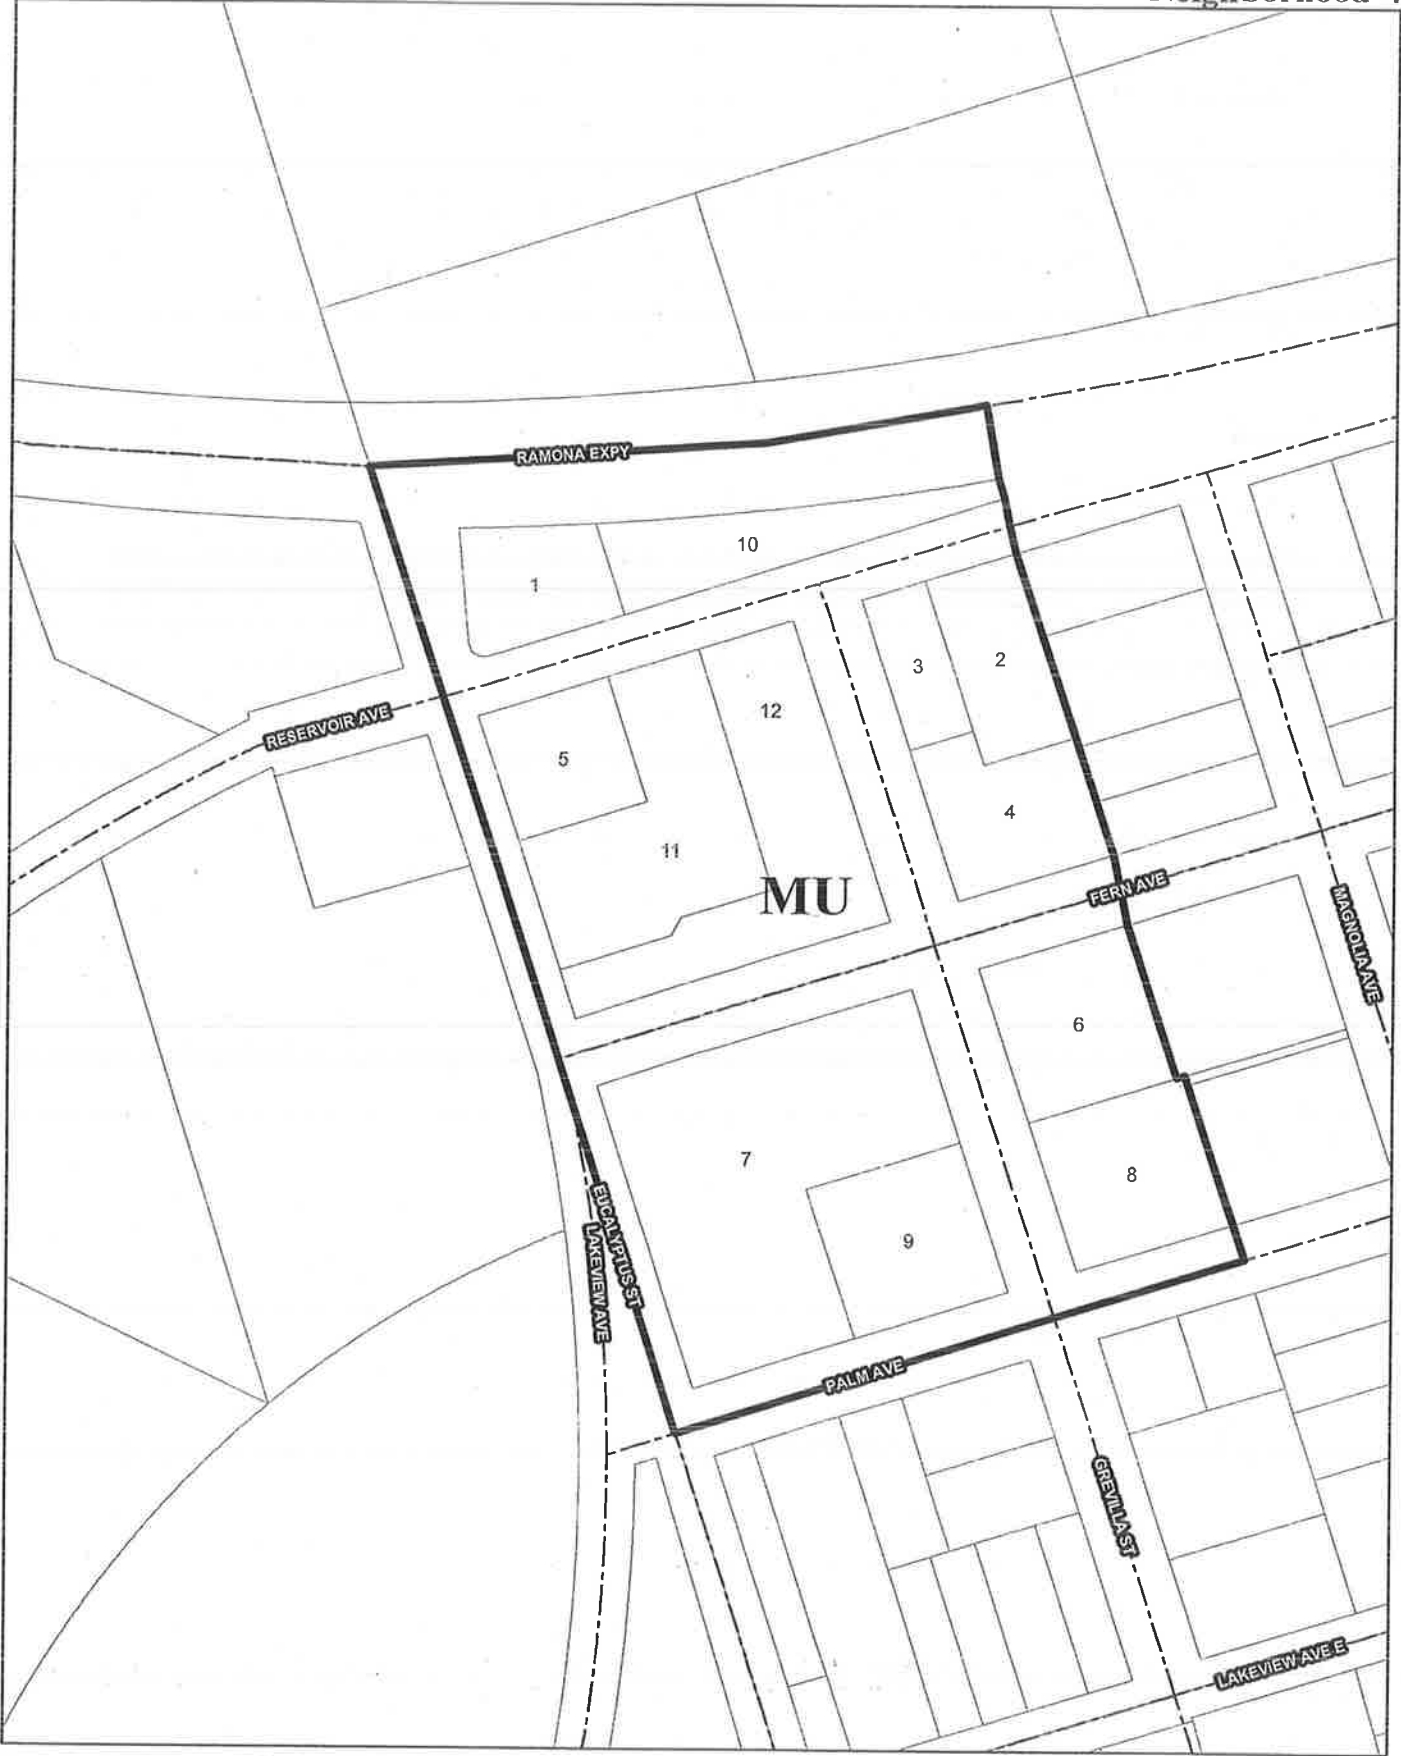 RAMONA EXPY
10
1
3
2
RESERVOIR AVE
12
5
4
11
MU
FERN AVE
MAGNOLIA AVE
6
7
8
EUCALYPTUS ST
LAKEVIEW AVE
9
PALM AVE
GREVILLA ST
LAKEVIEW AVE E